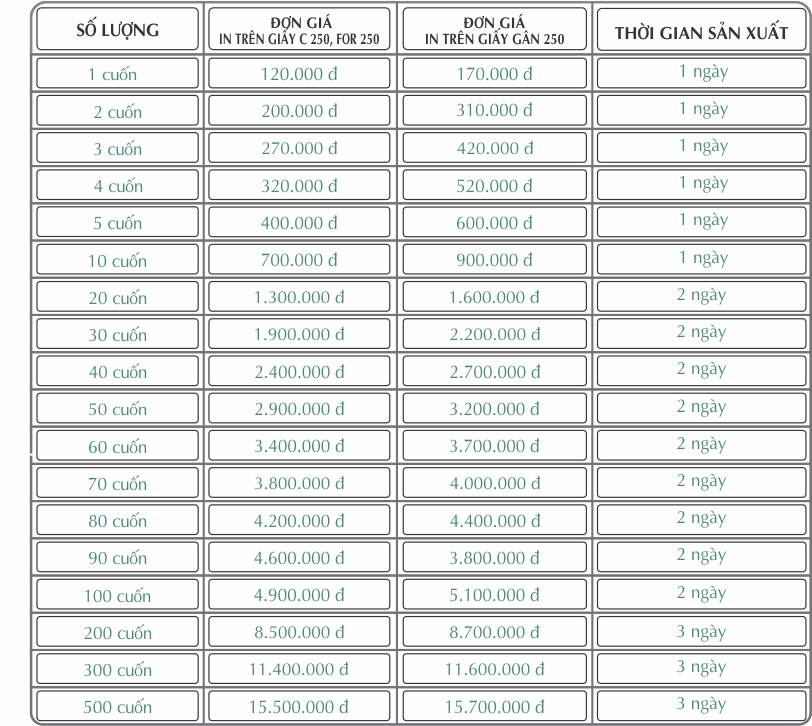 SỐ LƯỢNG
ĐƠN GIÁ
IN TRÊN GIẤY C 250, FOR 250
ĐƠN GIÁ
IN TRÊN GIẤY GÂN 250
THỜI GIAN SẢN XUẤT
1 cuốn 120.000 đ 170.000 đ 1 ngày
2 cuốn 200.000 đ 310.000 đ 1 ngày
3 cuốn 270.000 đ 420.000 đ 1 ngày
4 cuốn 320.000 đ 520.000 đ 1 ngày
5 cuốn 400.000 đ 600.000 đ 1 ngày
10 cuốn 700.000 đ 900.000 đ 1 ngày
20 cuốn 1.300.000 đ 1.600.000 đ 2 ngày
30 cuốn 1.900.000 đ 2.200.000 đ 2 ngày
40 cuốn 2.400.000 đ 2.700.000 đ 2 ngày
50 cuốn 2.900.000 đ 3.200.000 đ 2 ngày
60 cuốn 3.400.000 đ 3.700.000 đ 2 ngày
70 cuốn 3.800.000 đ 4.000.000 đ 2 ngày
80 cuốn 4.200.000 đ 4.400.000 đ 2 ngày
90 cuốn 4.600.000 đ 3.800.000 đ 2 ngày
100 cuốn 4.900.000 đ 5.100.000 đ 2 ngày
200 cuốn 8.500.000 đ 8.700.000 đ 3 ngày
300 cuốn 11.400.000 đ 11.600.000 đ 3 ngày
500 cuốn 15.500.000 đ 15.700.000 đ 3 ngày